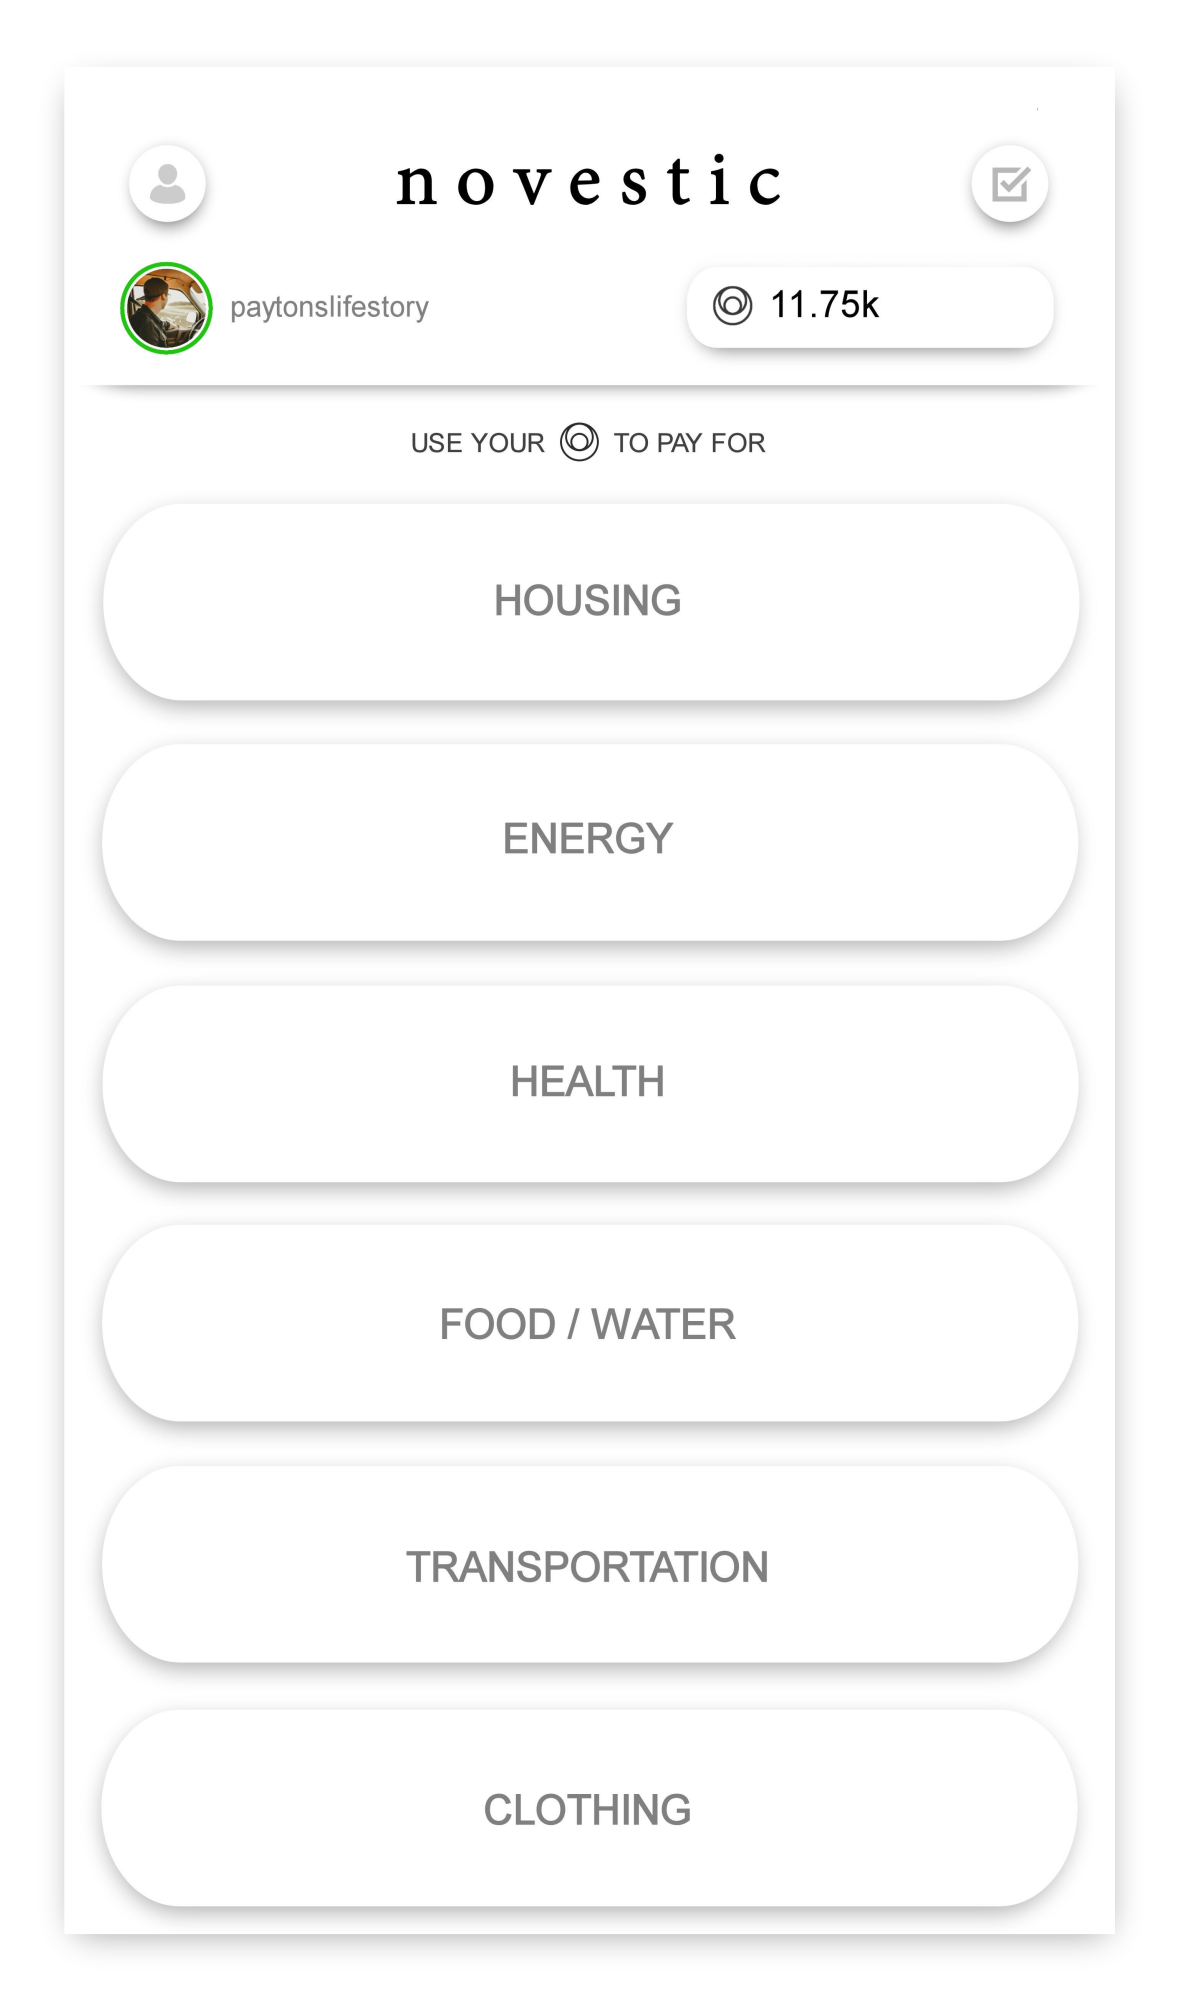 novestic
paytonslifestory
11.75k
USE YOUR TO PAY FOR
HOUSING
ENERGY
HEALTH
FOOD / WATER
TRANSPORTATION
CLOTHING